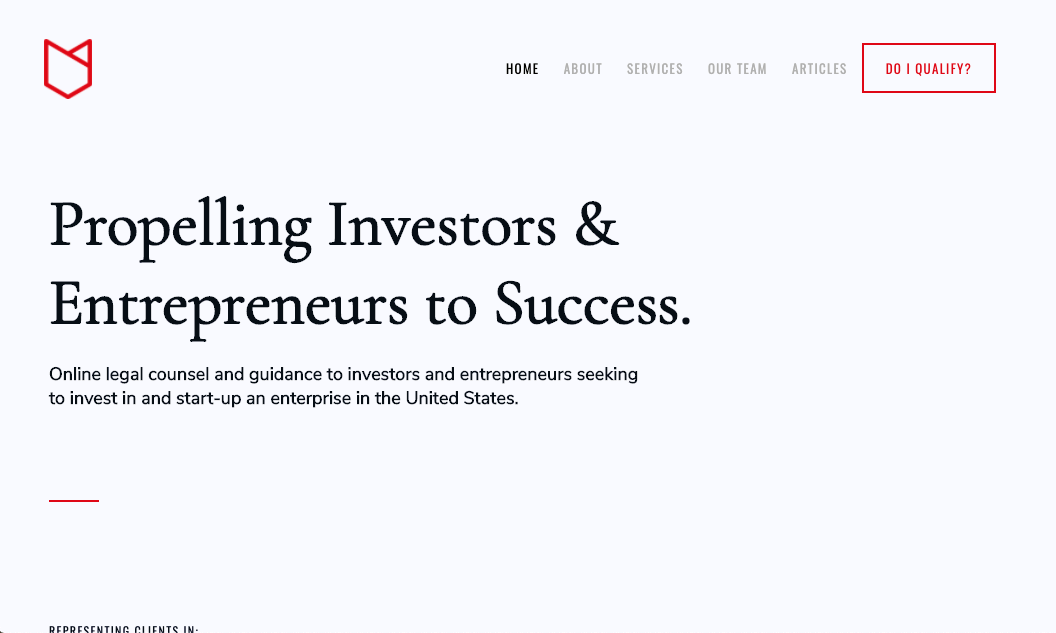 HOME ABOUT SERVICES OUR TEAM ARTICLES DO I QUALIFY?
Propelling Investors &
Entrepreneurs to Success.
Online legal counsel and guidance to investors and entrepreneurs seeking
to invest in and start-up an enterprise in the United States.
REPRESENTING CLIENTS IN: